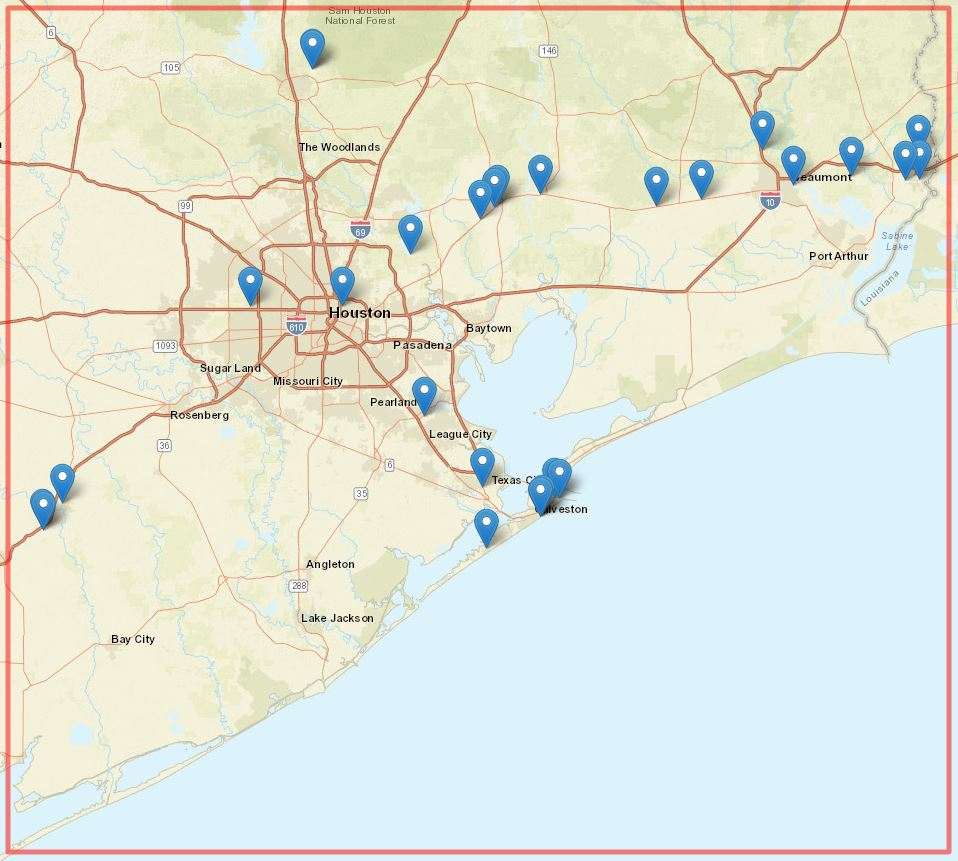 Sam Houston
National Forest
6
146
105
The Woodlands
99
69
Beaumont
10
Sabine
Lake
Port Arthur
Louisiana
Houston
610
Baytown
1093
Pasadena
Sugar Land
Missouri City
Pearland
Rosenberg
League City
36
6
Texas C
35
Galveston
Angleton
288
Lake Jackson
Bay City